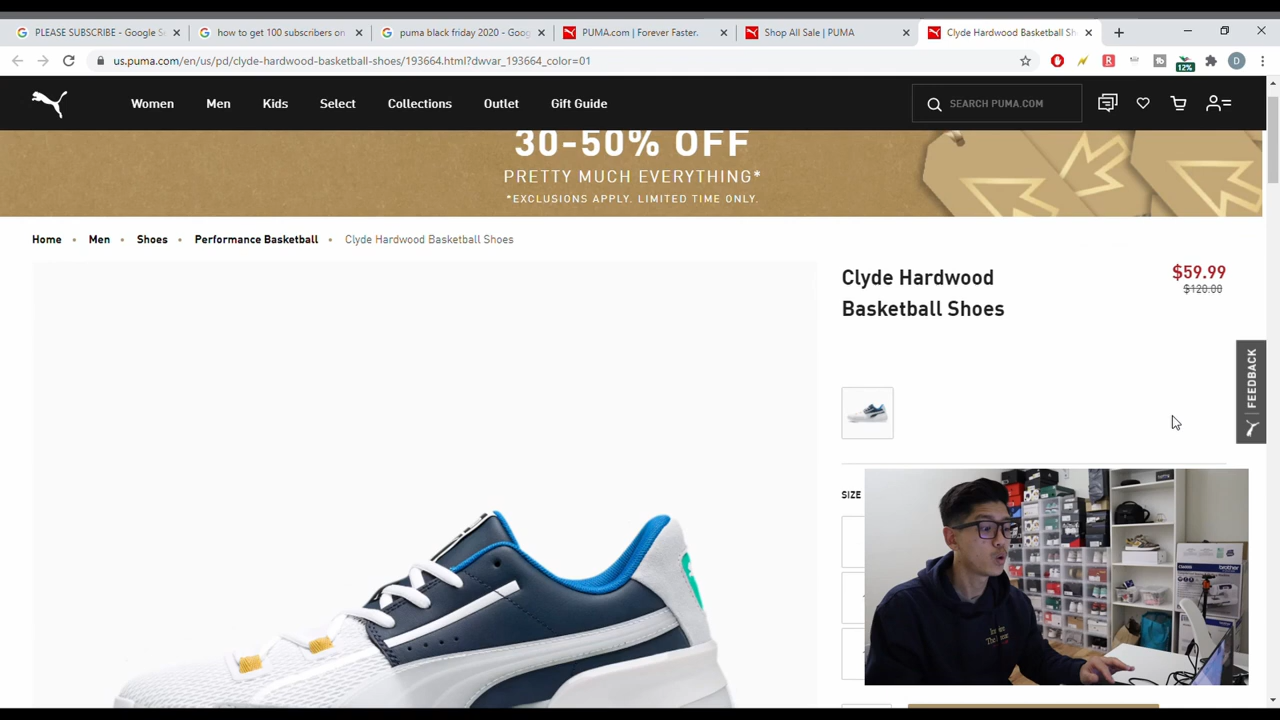 PLEASE SUBSCRIBE - Google S
how to get 100 subscribers on
puma black friday 2020 - Goog
PUMA.com | Forever Faster.
Shop All Sale | PUMA
Clyde Hardwood Basketball Sh
us.puma.com/en/us/pd/clyde-hardwood-basketball-shoes/193664.html?dwvar_193664_color=01
12%
D
Women Men Kids Select Collections Outlet Gift Guide
SEARCH PUMA.COM
30-50% OFF
PRETTY MUCH EVERYTHING*
*EXCLUSIONS APPLY. LIMITED TIME ONLY.
Home • Men • Shoes • Performance Basketball • Clyde Hardwood Basketball Shoes
Clyde Hardwood
Basketball Shoes
$59.99
$120.00
FEEDBACK
SIZE
brother